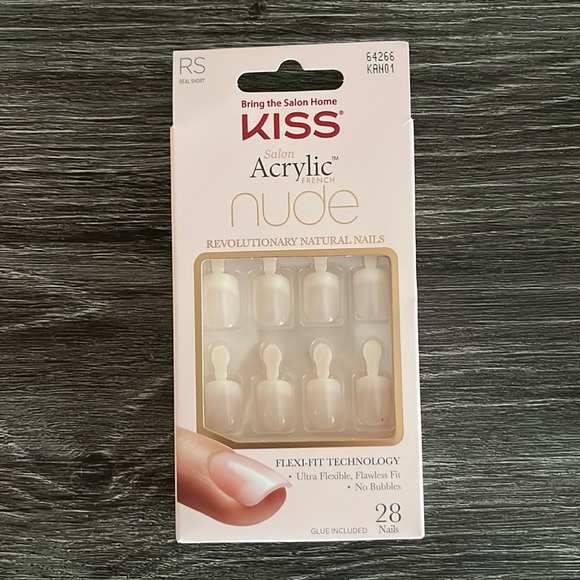 RS
REAL SHORT
64266
KAN01
Bring the Salon Home
KISS®
Salon
Acrylic™
FRENCH
nude
REVOLUTIONARY NATURAL NAILS
FLEXI-FIT TECHNOLOGY
• Ultra Flexible, Flawless Fit
• No Bubbles
GLUE INCLUDED
28
Nails